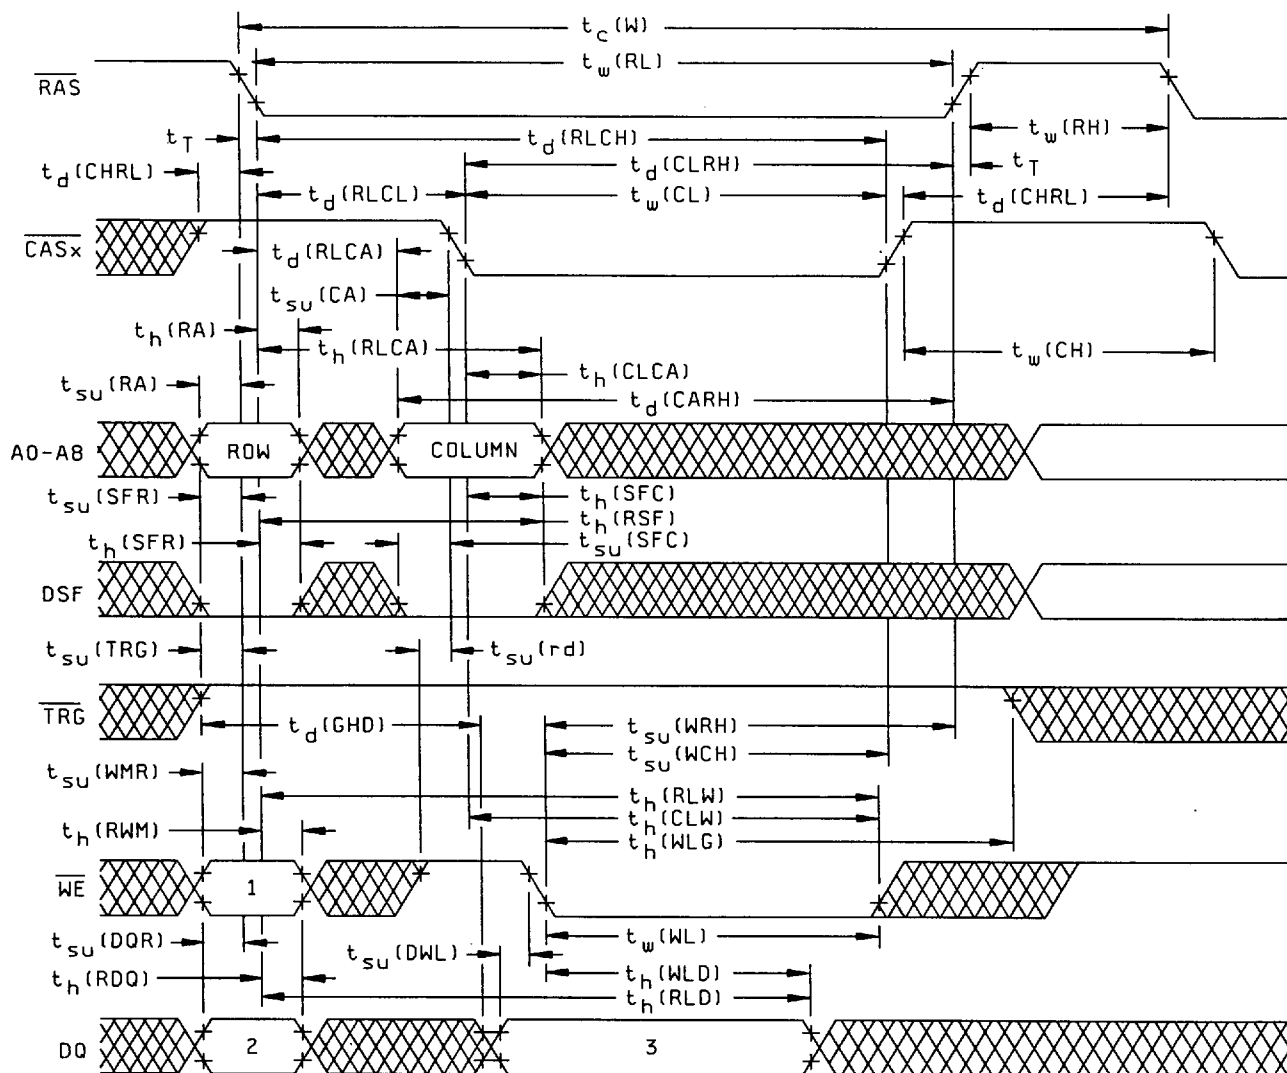 t_c(W)
RAS t_w(RL)
t_T t_d(RLCH) t_w(RH)
t_d(CHRL) t_d(CLRH) t_T
t_d(RLCL) t_w(CL) t_d(CHRL)
CASx t_d(RLCA)
t_su(CA)
t_h(RA) t_h(RLCA) t_w(CH)
t_su(RA) t_h(CLCA)
t_d(CARH)
A0-A8 ROW COLUMN
t_su(SFR) t_h(SFC)
t_h(RSF)
t_h(SFR) t_su(SFC)
DSF
t_su(TRG) t_su(rd)
TRG t_d(GHD) t_su(WRH)
t_su(WCH)
t_su(WMR) t_h(RLW)
t_h(CLW)
t_h(RWM) t_h(WLG)
WE 1
t_su(DQR) t_su(DWL) t_w(WL)
t_h(RDQ) t_h(WLD)
t_h(RLD)
DQ 2 3